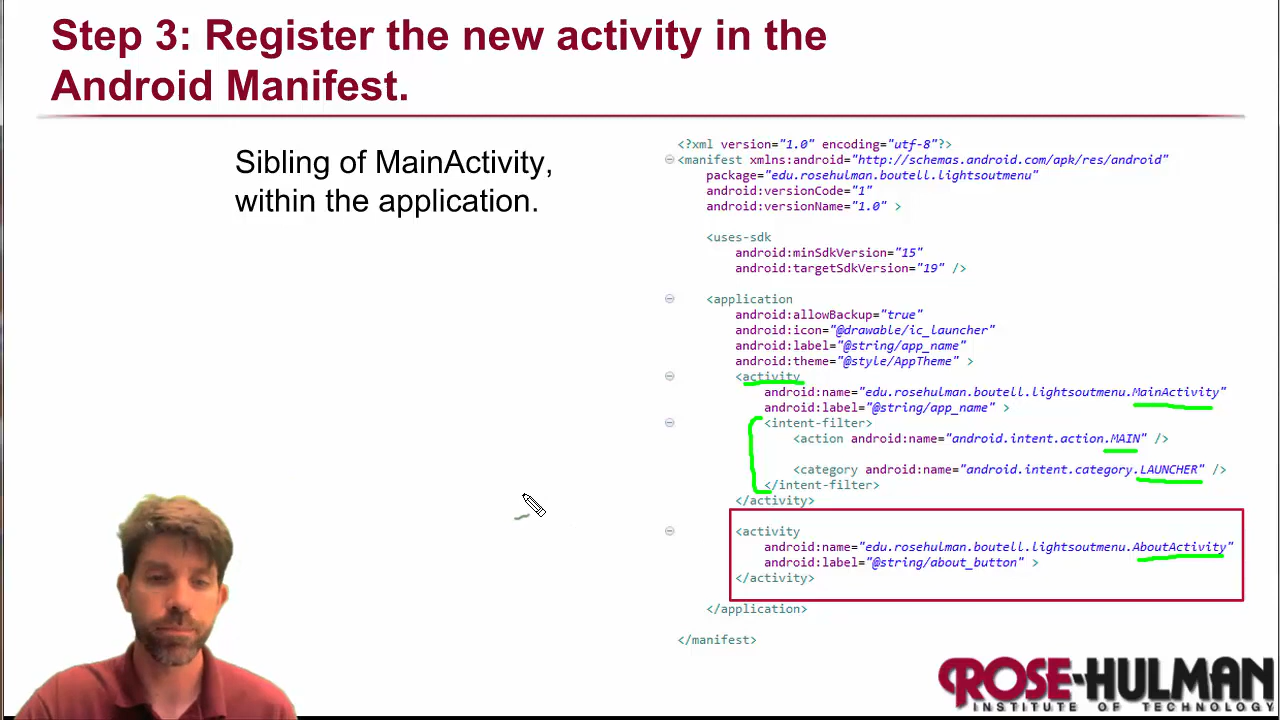 Step 3: Register the new activity in the
Android Manifest.
Sibling of MainActivity,
within the application.
<?xml version="1.0" encoding="utf-8"?>
<manifest xmlns:android="http://schemas.android.com/apk/res/android"
package="edu.rosehulman.boutell.lightsoutmenu"
android:versionCode="1"
android:versionName="1.0" >
<uses-sdk
android:minSdkVersion="15"
android:targetSdkVersion="19" />
<application
android:allowBackup="true"
android:icon="@drawable/ic_launcher"
android:label="@string/app_name"
android:theme="@style/AppTheme" >
<activity
android:name="edu.rosehulman.boutell.lightsoutmenu.MainActivity"
android:label="@string/app_name" >
<intent-filter>
<action android:name="android.intent.action.MAIN" />
<category android:name="android.intent.category.LAUNCHER" />
</intent-filter>
</activity>
<activity
android:name="edu.rosehulman.boutell.lightsoutmenu.AboutActivity"
android:label="@string/about_button" >
</activity>
</application>
</manifest>
ROSE-HULMAN
INSTITUTE OF TECHNOLOGY